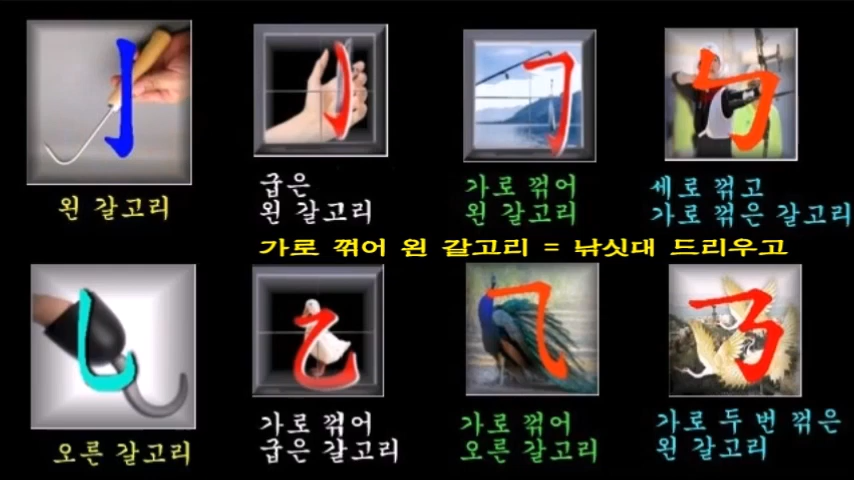 왼 갈고리
굽은
왼 갈고리
가로 꺾어
왼 갈고리
세로 꺾고
가로 꺾은 갈고리
가로 꺾어 왼 갈고리 = 낚싯대 드리우고
오른 갈고리
가로 꺾어
굽은 갈고리
가로 꺾어
오른 갈고리
가로 두 번 꺾은
왼 갈고리